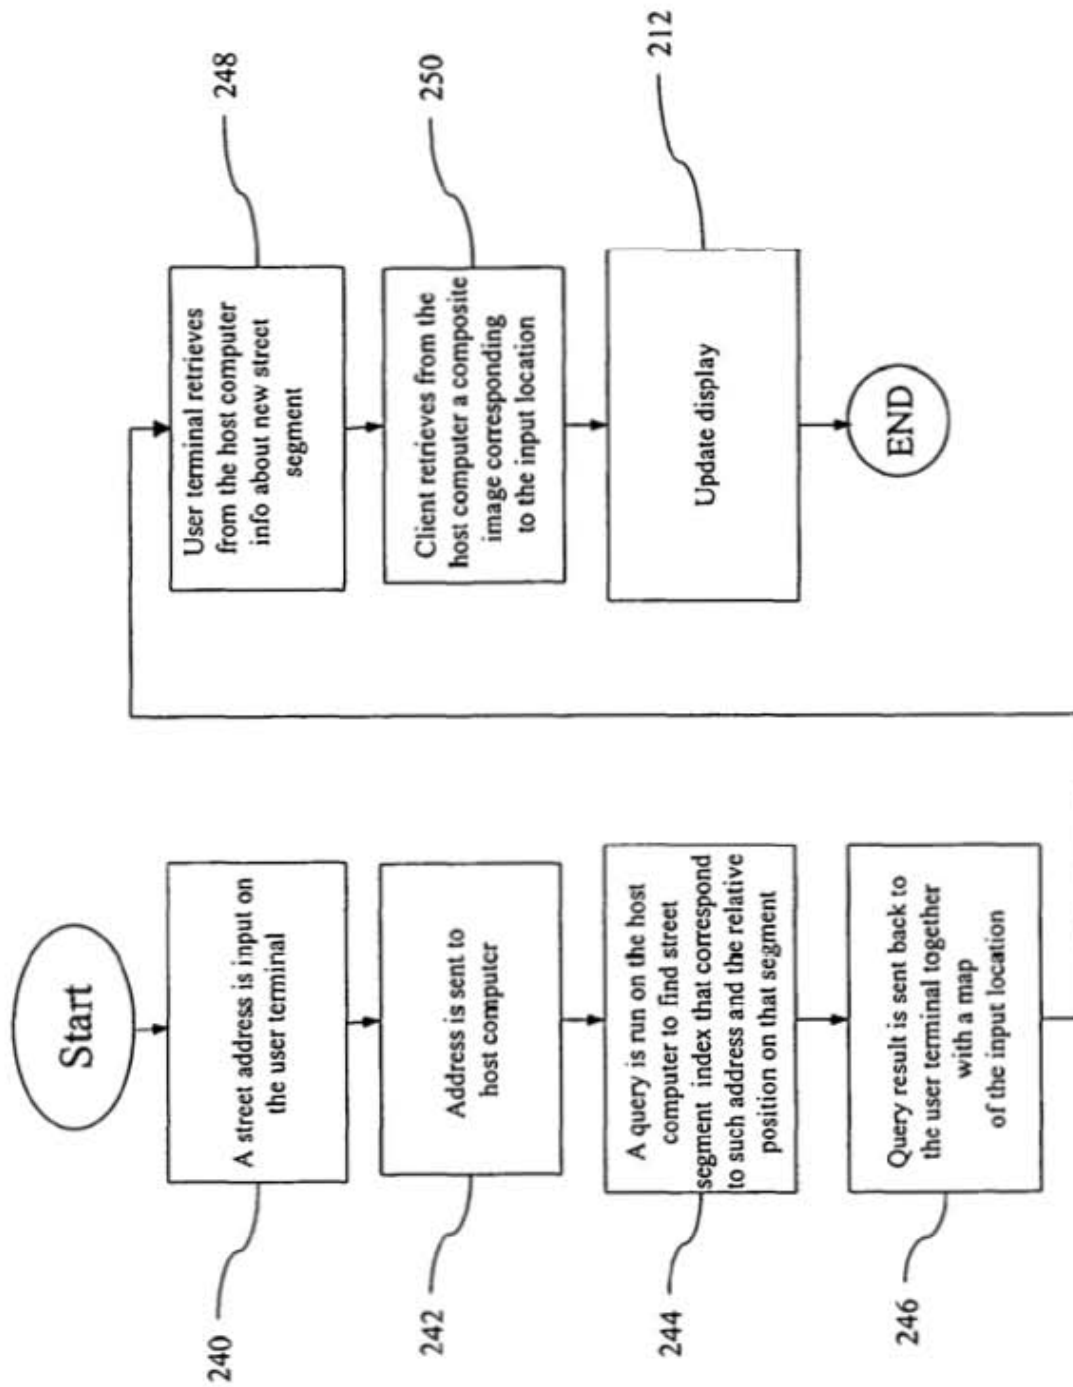 Start
240
A street address is input on
the user terminal
242
Address is sent to
host computer
244
A query is run on the host
computer to find street
segment index that correspond
to such address and the relative
position on that segment
246
Query result is sent back to
the user terminal together
with a map
of the input location
248
User terminal retrieves
from the host computer
info about new street
segment
250
Client retrieves from the
host computer a composite
image corresponding
to the input location
212
Update display
END